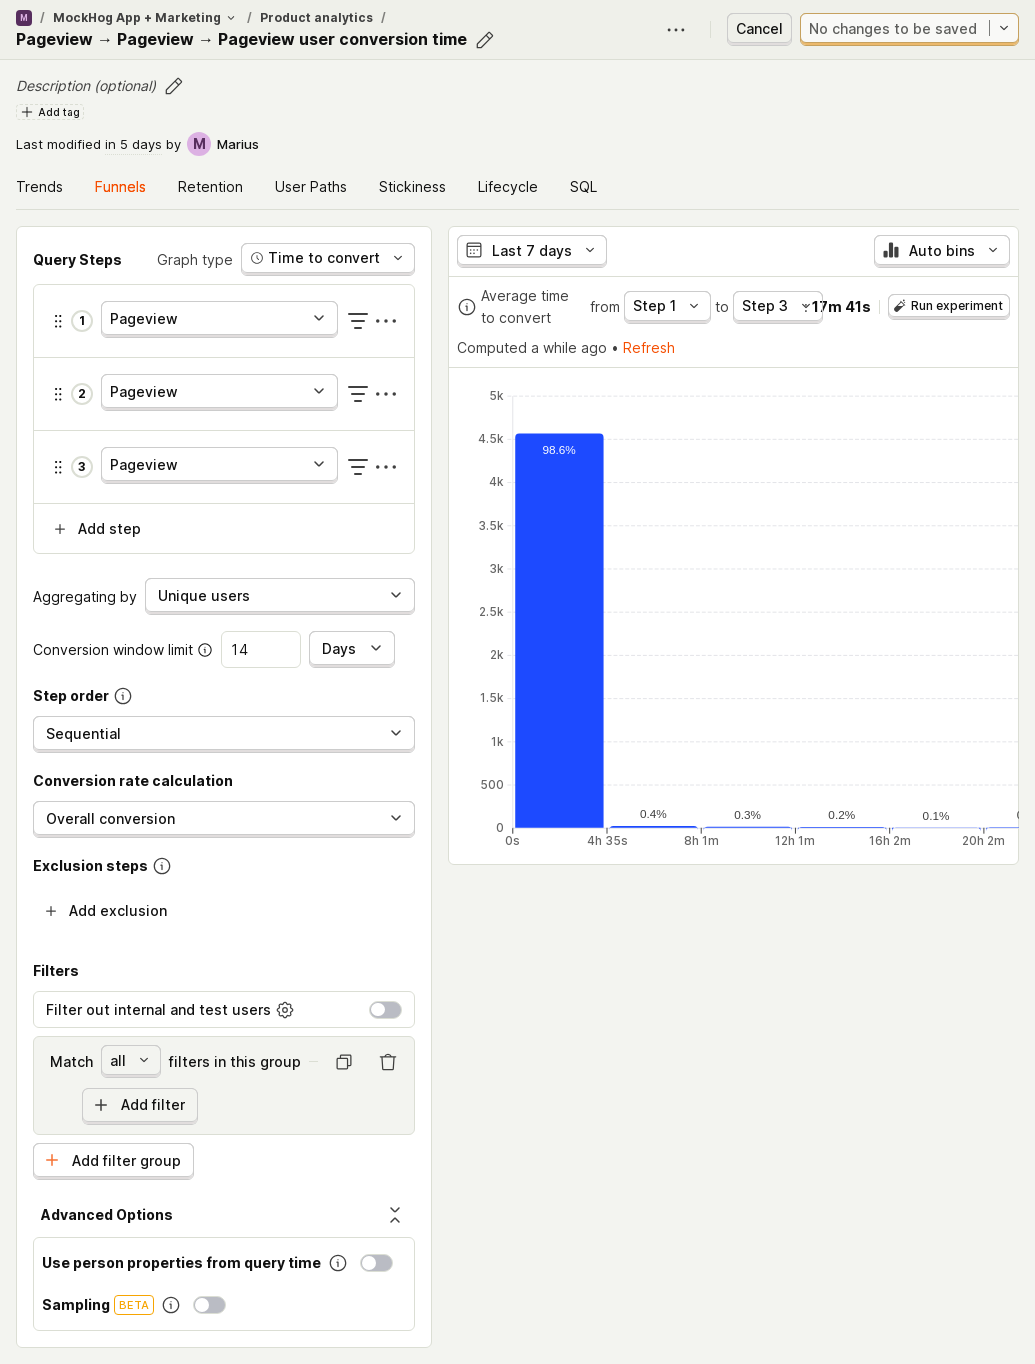 M / MockHog App + Marketing / Product analytics /
Pageview → Pageview → Pageview user conversion time
Cancel
No changes to be saved
Description (optional)
Add tag
Last modified in 5 days by M Marius
Trends Funnels Retention User Paths Stickiness Lifecycle SQL
Query Steps Graph type Time to convert
1 Pageview
2 Pageview
3 Pageview
Add step
Aggregating by Unique users
Conversion window limit 14 Days
Step order
Sequential
Conversion rate calculation
Overall conversion
Exclusion steps
Add exclusion
Filters
Filter out internal and test users
Match all filters in this group
Add filter
Add filter group
Advanced Options
Use person properties from query time
Sampling BETA
Last 7 days Auto bins
Average time
to convert
from Step 1 to Step 3 17m 41s Run experiment
Computed a while ago • Refresh
5k
4.5k
98.6%
4k
3.5k
3k
2.5k
2k
1.5k
1k
500
0.4% 0.3% 0.2% 0.1%
0
0s 4h 35s 8h 1m 12h 1m 16h 2m 20h 2m